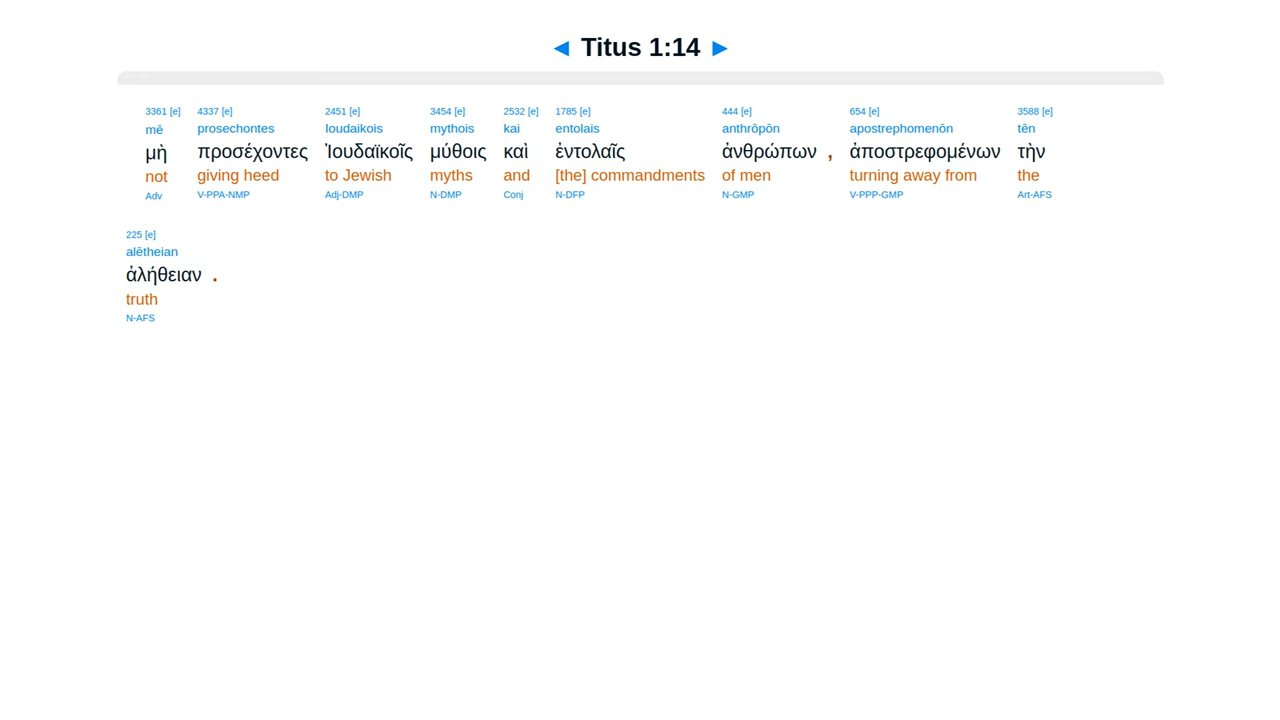 ◄ Titus 1:14 ►
3361 [e] 4337 [e] 2451 [e] 3454 [e] 2532 [e] 1785 [e] 444 [e] 654 [e] 3588 [e]
mē prosechontes Ioudaikois mythois kai entolais anthrōpōn apostrephomenōn tēn
μὴ προσέχοντες Ἰουδαϊκοῖς μύθοις καὶ ἐντολαῖς ἀνθρώπων , ἀποστρεφομένων τὴν
not giving heed to Jewish myths and [the] commandments of men turning away from the
Adv V-PPA-NMP Adj-DMP N-DMP Conj N-DFP N-GMP V-PPP-GMP Art-AFS
225 [e]
alētheian
ἀλήθειαν .
truth
N-AFS